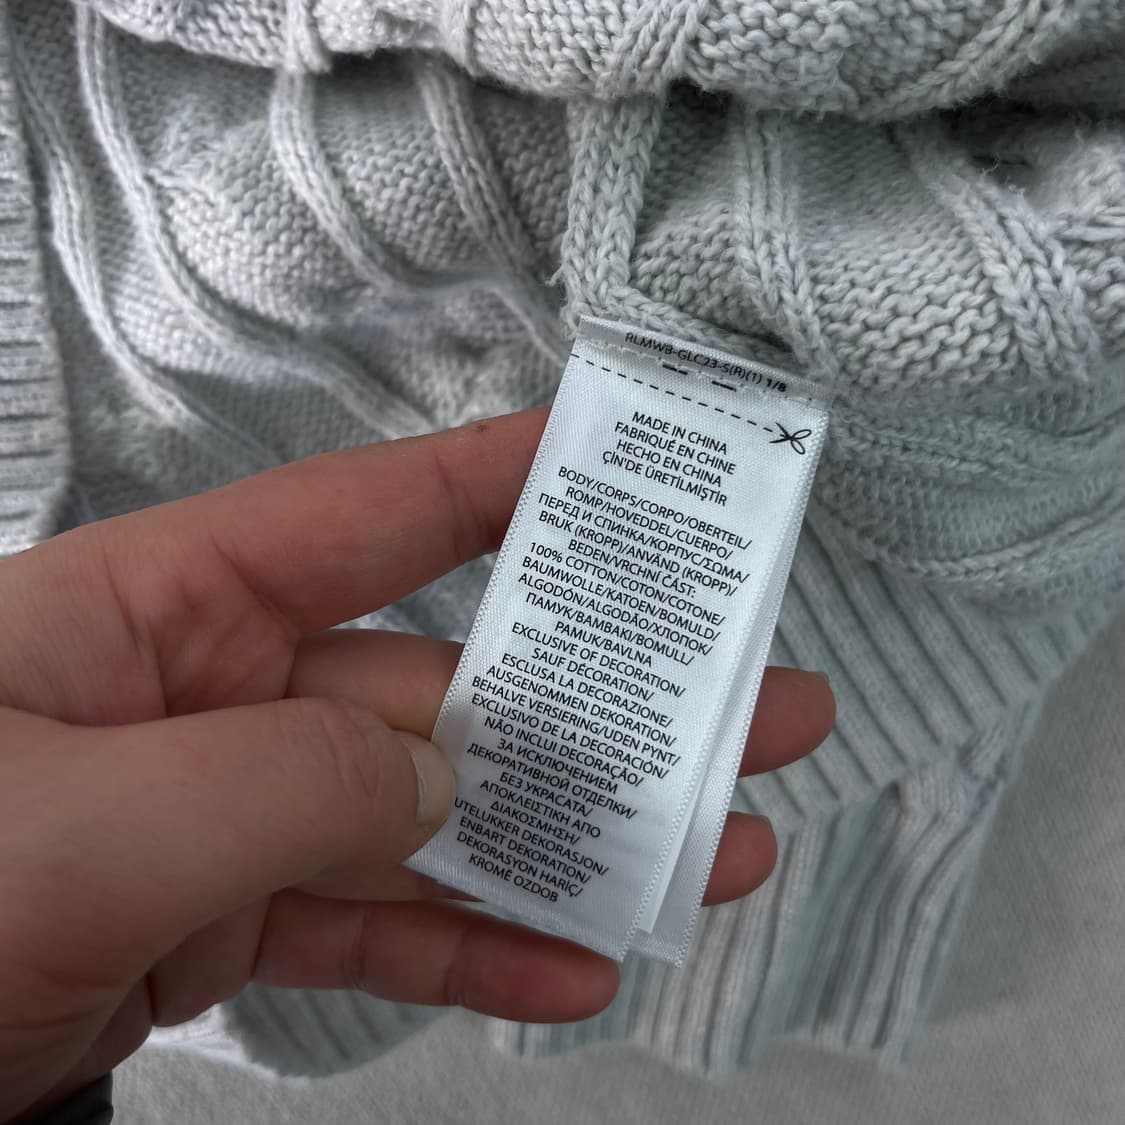 RLMWB-GLC23-S(R)(1) 1/8
MADE IN CHINA
FABRIQUÉ EN CHINE
HECHO EN CHINA
ÇİN'DE ÜRETİLMİŞTİR
BODY/CORPS/CORPO/OBERTEIL/
ROMP/HOVEDDEL/CUERPO/
ПЕРЕД И СПИНКА/КОРПУС/ΣΩΜΑ/
BRUK (KROPP)/ANVÄND (KROPP)/
BEDEN/VRCHNÍ ČÁST:
100% COTTON/COTON/COTONE/
BAUMWOLLE/KATOEN/BOMULD/
ALGODÓN/ALGODÃO/ХЛОПОК/
ПАМУК/BAMBAKI/BOMULL/
PAMUK/BAVLNA
EXCLUSIVE OF DECORATION/
SAUF DÉCORATION/
ESCLUSA LA DECORAZIONE/
AUSGENOMMEN DEKORATION/
BEHALVE VERSIERING/UDEN PYNT/
EXCLUSIVO DE LA DECORACIÓN/
NÃO INCLUI DECORAÇÃO/
ЗА ИСКЛЮЧЕНИЕМ
ДЕКОРАТИВНОЙ ОТДЕЛКИ/
БЕЗ УКРАСАТА/
ΑΠΟΚΛΕΙΣΤΙΚΗ ΑΠΟ
ΔΙΑΚΟΣΜΗΣΗ/
UTELUKKER DEKORASJON/
ENBART DEKORATION/
DEKORASYON HARİÇ/
KROMĚ OZDOB